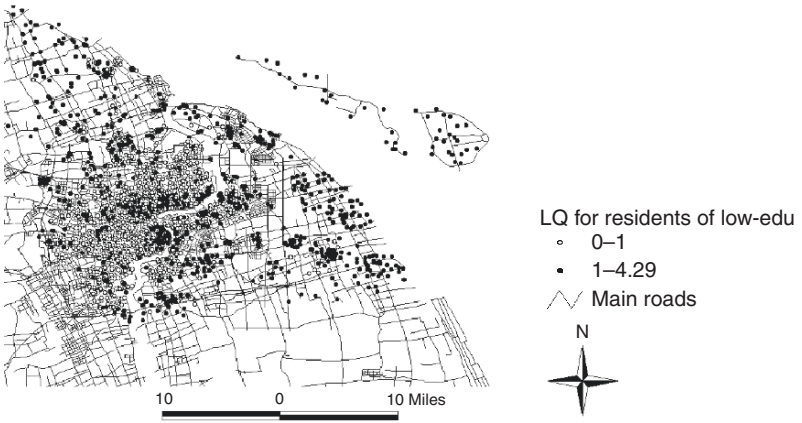 LQ for residents of low-edu
0–1
1–4.29
Main roads
N
10 0 10 Miles